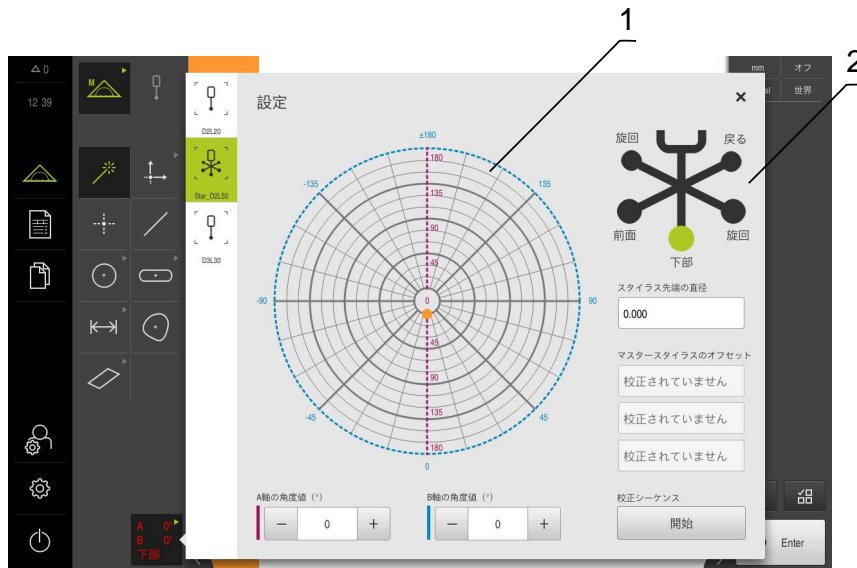 1
2
0
12 39
M
mm
オフ
al
世界
D2L20
Star_D2L50
D3L30
設定
±180
-135
135
180
135
90
45
-90
0
90
45
90
-45
135
45
180
0
旋回
戻る
前面
旋回
下部
スタイラス先端の直径
0.000
マスタースタイラスのオフセット
校正されていません
校正されていません
校正されていません
A軸の角度値 (°)
B軸の角度値 (°)
校正シーケンス
− 0 +
− 0 +
開始
A 0°
B 0°
下部
Enter